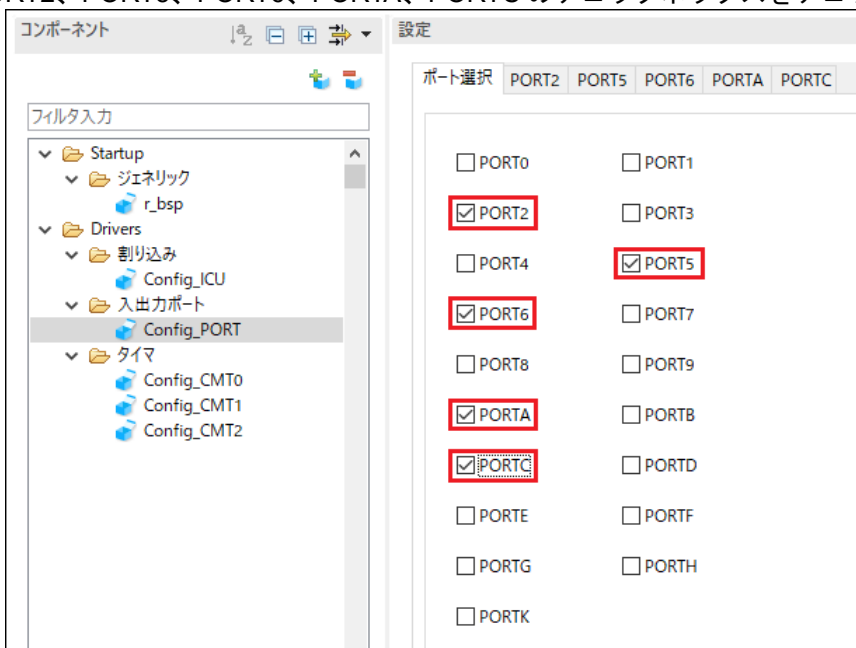 コンポーネント
フィルタ入力
Startup
ジェネリック
r_bsp
Drivers
割り込み
Config_ICU
入出力ポート
Config_PORT
タイマ
Config_CMT0
Config_CMT1
Config_CMT2
設定
ポート選択 PORT2 PORT5 PORT6 PORTA PORTC
PORT0 PORT1
PORT2 PORT3
PORT4 PORT5
PORT6 PORT7
PORT8 PORT9
PORTA PORTB
PORTC PORTD
PORTE PORTF
PORTG PORTH
PORTK